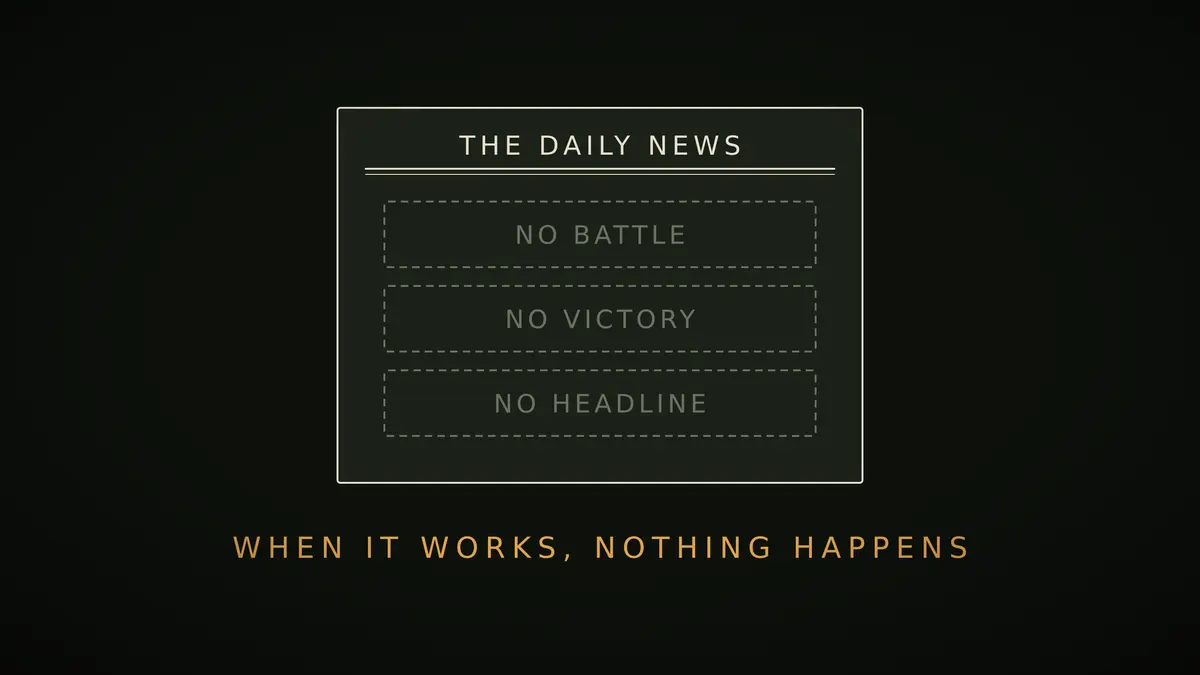 THE DAILY NEWS
NO BATTLE
NO VICTORY
NO HEADLINE
WHEN IT WORKS, NOTHING HAPPENS